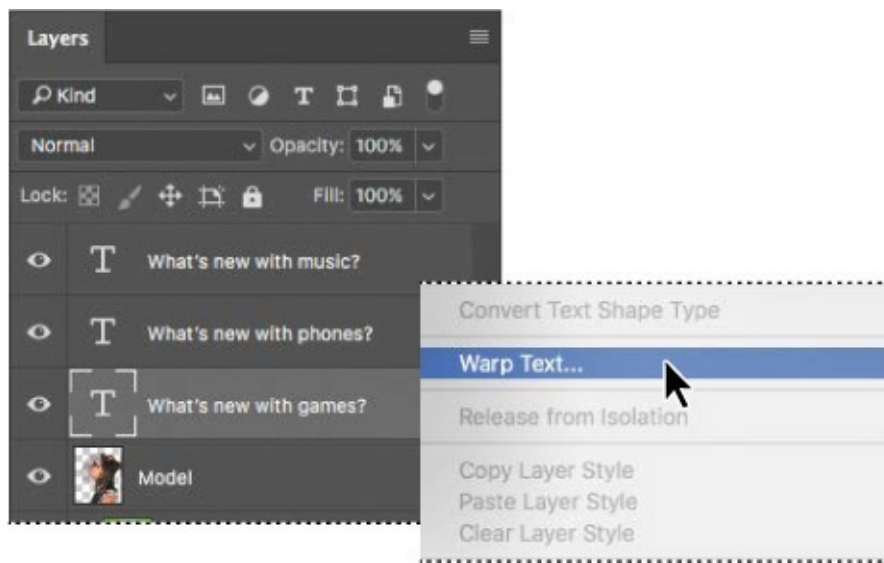 Layers
Kind
Normal Opacity: 100%
Lock: Fill: 100%
T What's new with music?
T What's new with phones?
T What's new with games?
Model
Convert Text Shape Type
Warp Text...
Release from Isolation
Copy Layer Style
Paste Layer Style
Clear Layer Style